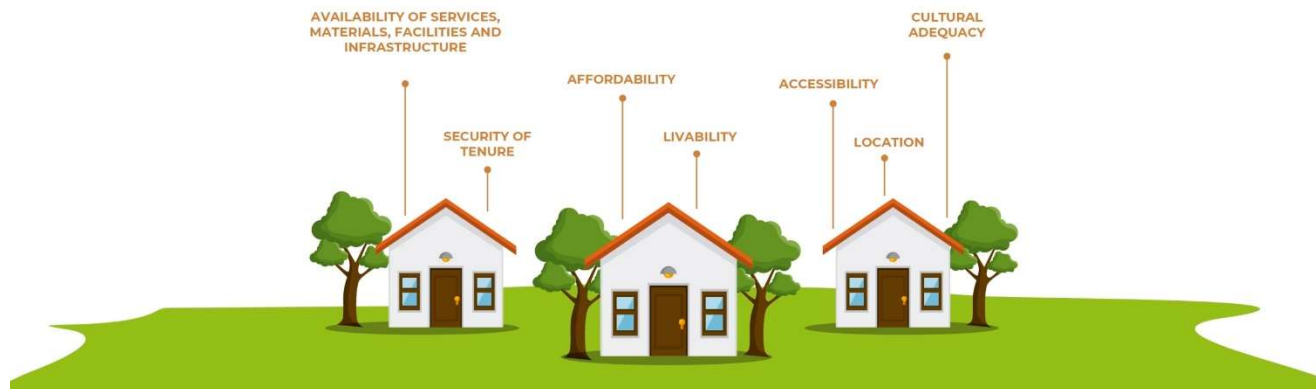 AVAILABILITY OF SERVICES,
MATERIALS, FACILITIES AND
INFRASTRUCTURE
SECURITY OF
TENURE
AFFORDABILITY
LIVABILITY
ACCESSIBILITY
LOCATION
CULTURAL
ADEQUACY